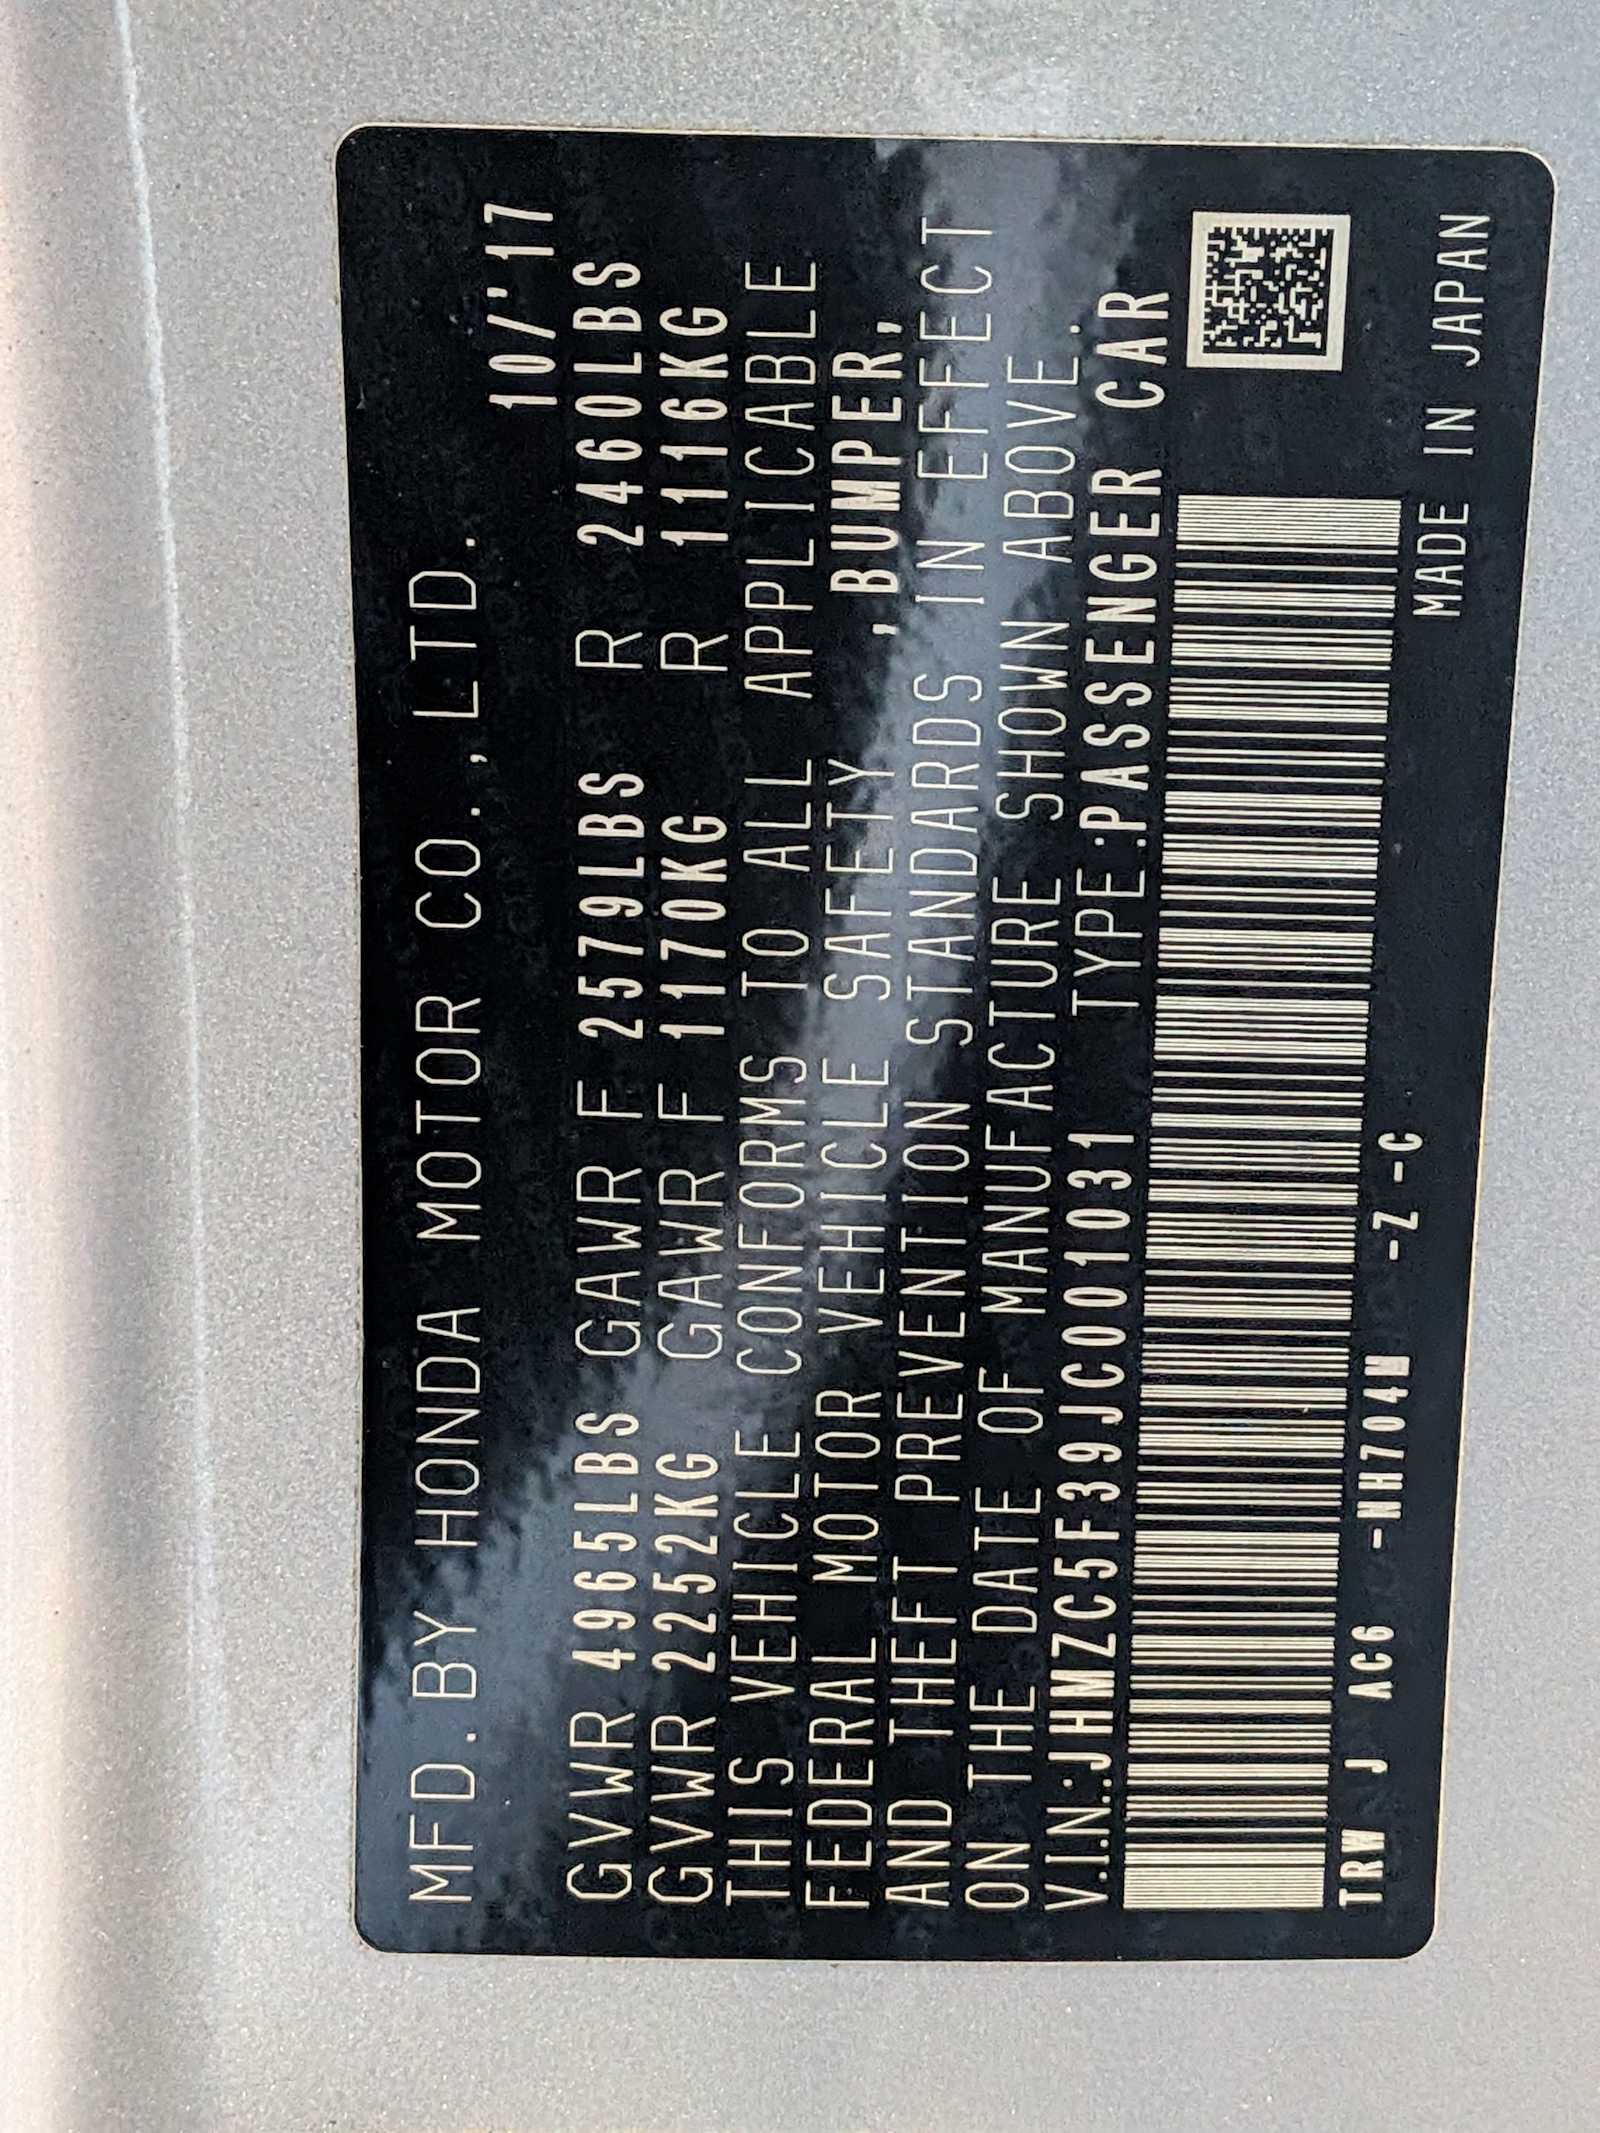 MFD.BY HONDA MOTOR CO.,LTD.
10/'17
GVWR 4965LBS GAWR F 2579LBS R 2460LBS
GVWR 2252KG GAWR F 1170KG R 1116KG
THIS VEHICLE CONFORMS TO ALL APPLICABLE
FEDERAL MOTOR VEHICLE SAFETY , BUMPER,
AND THEFT PREVENTION STANDARDS IN EFFECT
ON THE DATE OF MANUFACTURE SHOWN ABOVE.
V.I.N.:JHMZC5F39JC001031 TYPE:PASSENGER CAR
TRW J AC6 -NH704M -Z-C
MADE IN JAPAN